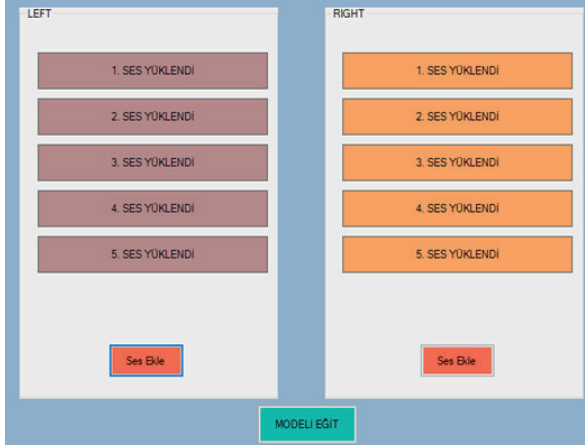 LEFT
1. SES YÜKLENDİ
2. SES YÜKLENDİ
3. SES YÜKLENDİ
4. SES YÜKLENDİ
5. SES YÜKLENDİ
Ses Ekle
RIGHT
1. SES YÜKLENDİ
2. SES YÜKLENDİ
3. SES YÜKLENDİ
4. SES YÜKLENDİ
5. SES YÜKLENDİ
Ses Ekle
MODELİ EĞİT